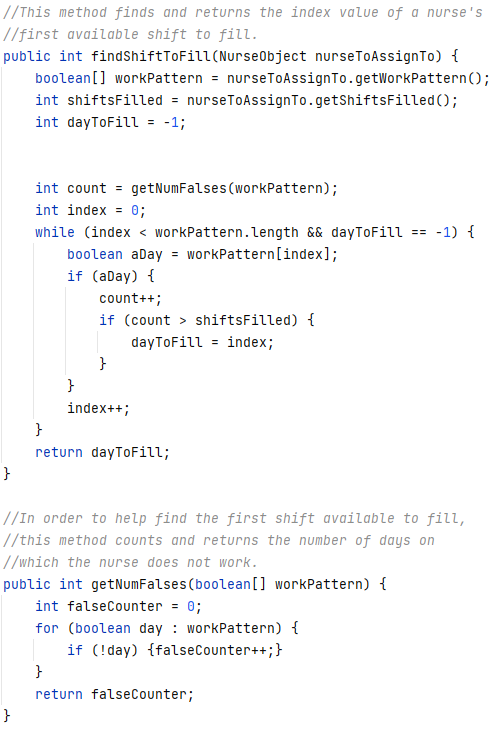 //This method finds and returns the index value of a nurse's
//first available shift to fill.
public int findShiftToFill(NurseObject nurseToAssignTo) {
    boolean[] workPattern = nurseToAssignTo.getWorkPattern();
    int shiftsFilled = nurseToAssignTo.getShiftsFilled();
    int dayToFill = -1;
    int count = getNumFalses(workPattern);
    int index = 0;
    while (index < workPattern.length && dayToFill == -1) {
        boolean aDay = workPattern[index];
        if (aDay) {
            count++;
            if (count > shiftsFilled) {
                dayToFill = index;
            }
        }
        index++;
    }
    return dayToFill;
}
//In order to help find the first shift available to fill,
//this method counts and returns the number of days on
//which the nurse does not work.
public int getNumFalses(boolean[] workPattern) {
    int falseCounter = 0;
    for (boolean day : workPattern) {
        if (!day) {falseCounter++;}
    }
    return falseCounter;
}